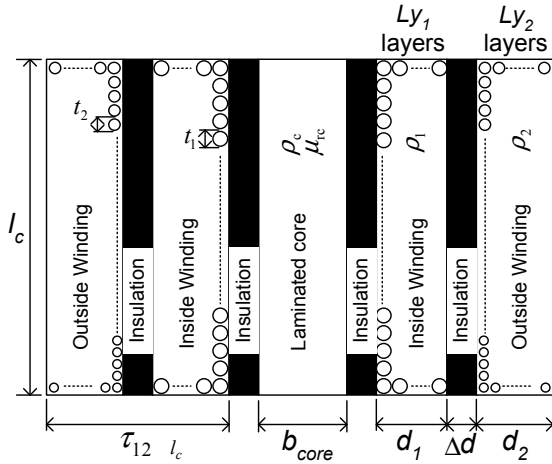 Ly₁ Ly₂
layers layers
t₂
t₁
ρc
μrc
ρ₁
ρ₂
lc
Outside Winding
Insulation
Inside Winding
Insulation
Laminated core
Insulation
Inside Winding
Insulation
Outside Winding
τ₁₂ lc
bcore
d₁
Δd
d₂